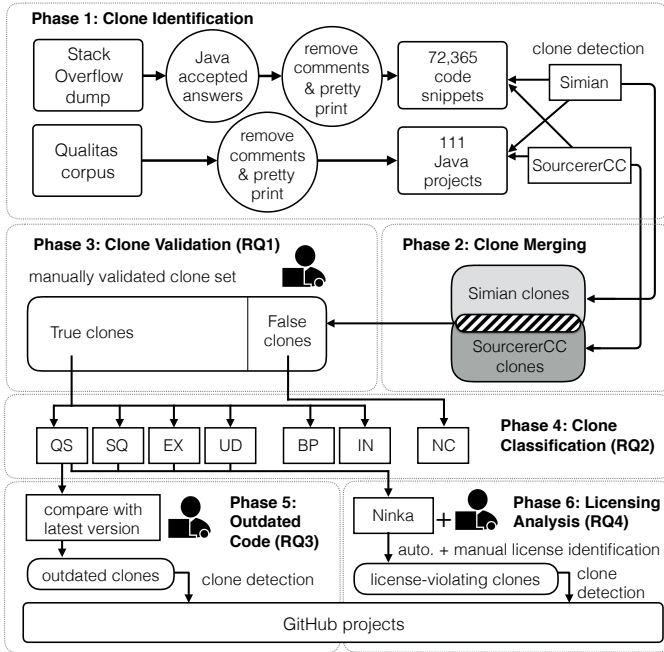 Phase 1: Clone Identification
Stack
Overflow
dump
Java
accepted
answers
remove
comments
& pretty
print
72,365
code
snippets
clone detection
Simian
Qualitas
corpus
remove
comments
& pretty
print
111
Java
projects
SourcererCC
Phase 3: Clone Validation (RQ1)
manually validated clone set
True clones
False
clones
Phase 2: Clone Merging
Simian clones
SourcererCC
clones
QS
SQ
EX
UD
BP
IN
NC
Phase 4: Clone
Classification (RQ2)
compare with
latest version
Phase 5:
Outdated
Code (RQ3)
outdated clones
clone detection
Ninka
+
Phase 6: Licensing
Analysis (RQ4)
auto. + manual license identification
license-violating clones
clone
detection
GitHub projects